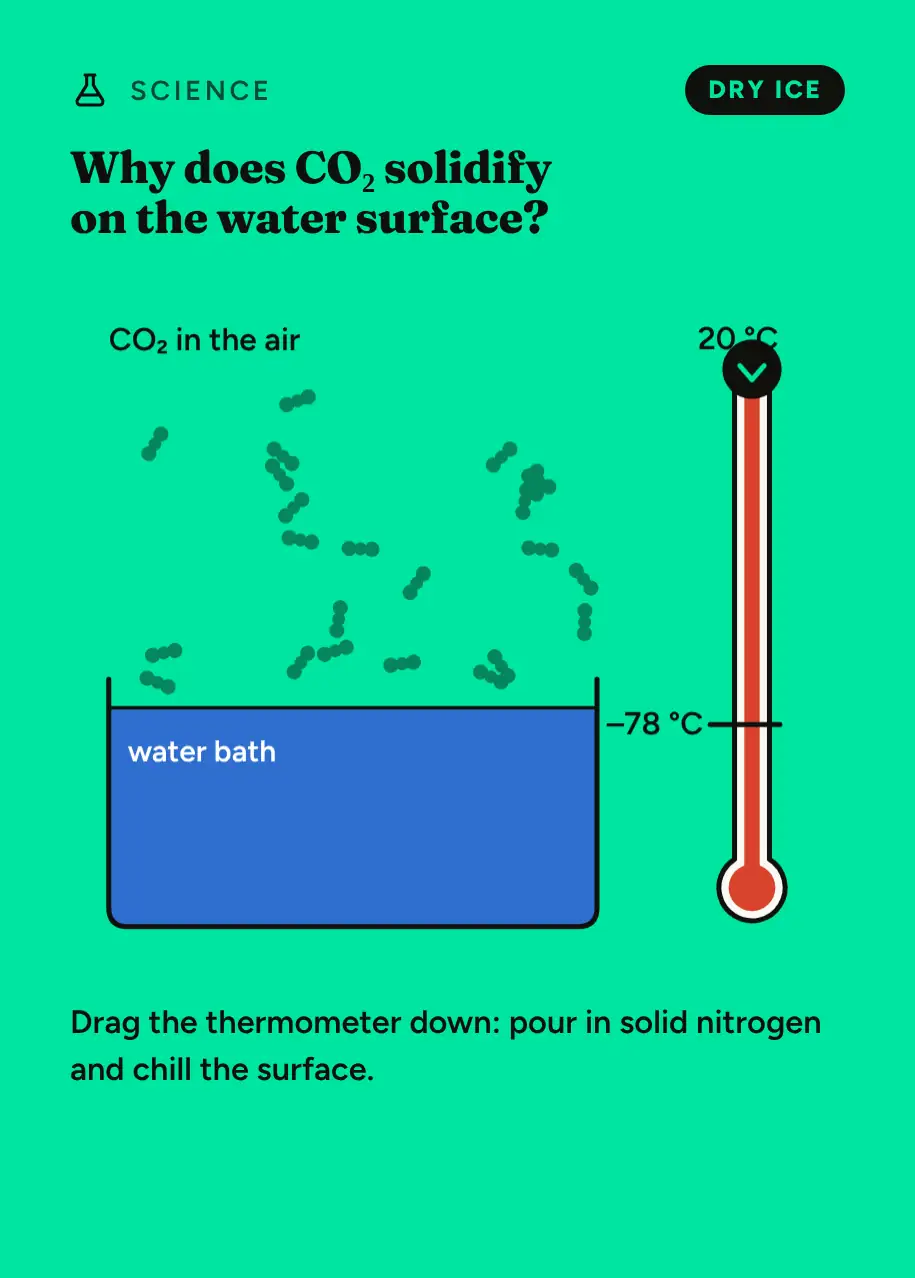 SCIENCE
DRY ICE
Why does CO₂ solidify
on the water surface?
CO₂ in the air
20 °C
–78 °C
water bath
Drag the thermometer down: pour in solid nitrogen
and chill the surface.